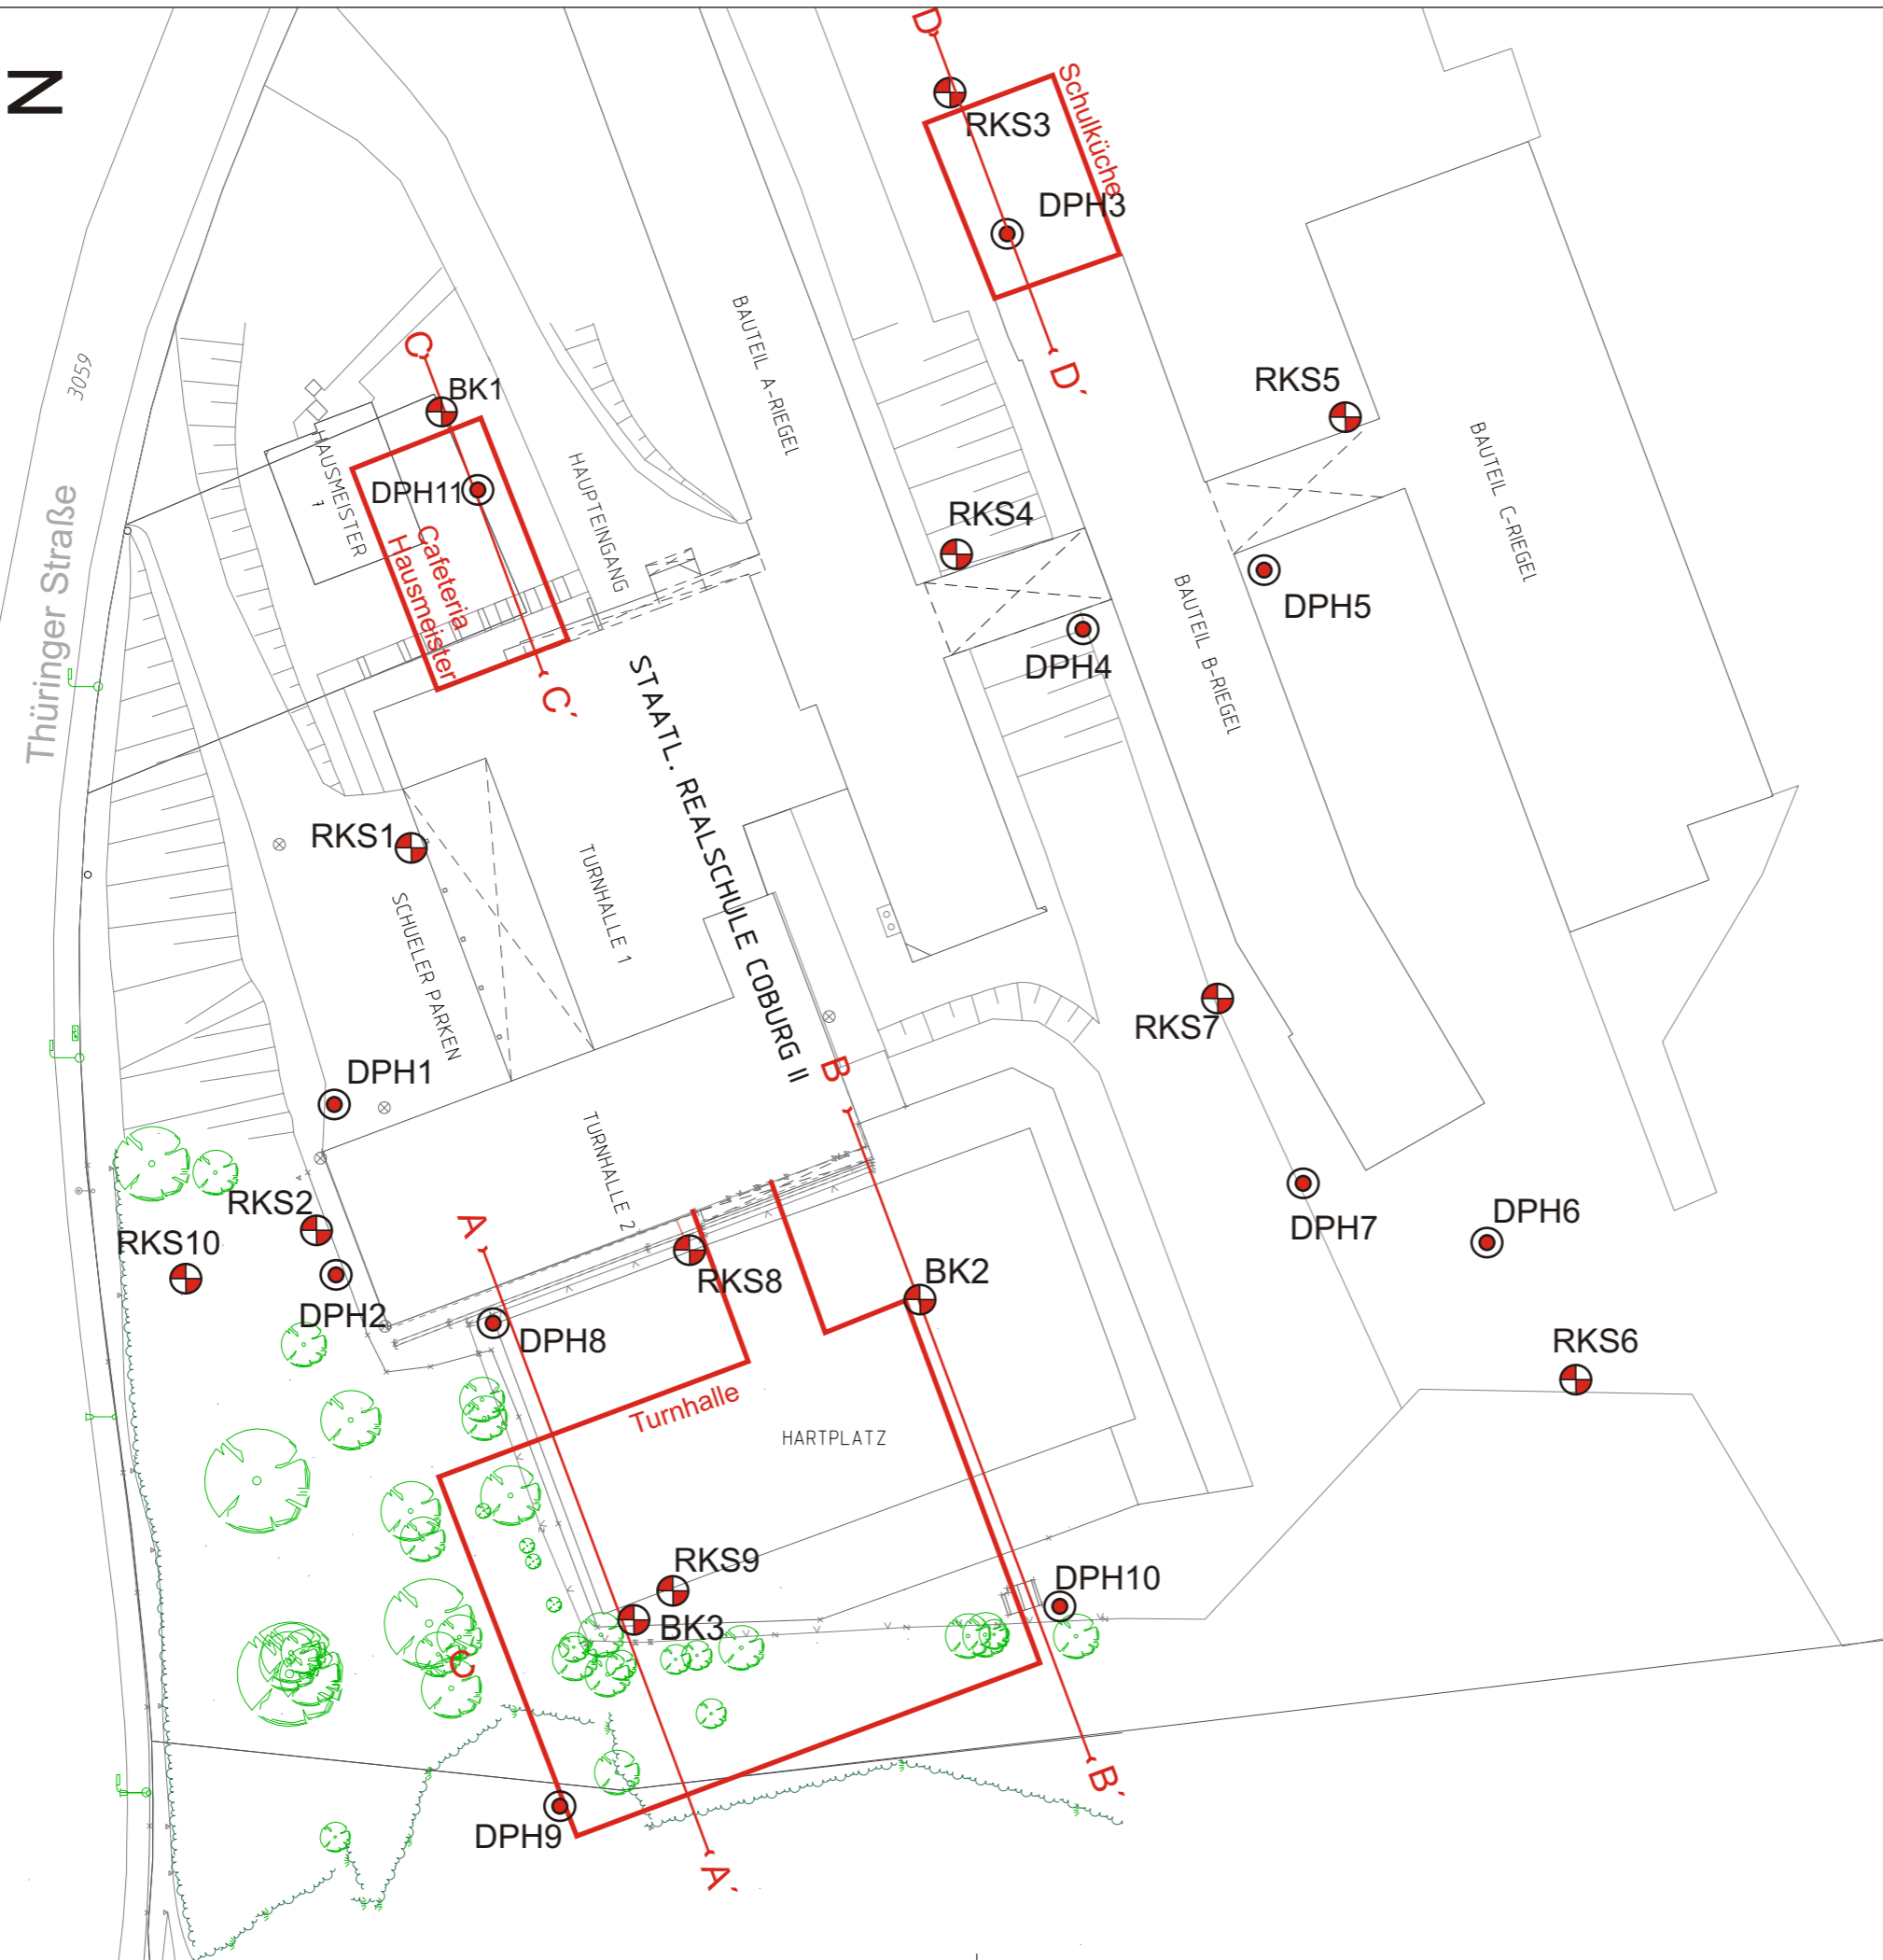 N
D
RKS3
Schulküche
DPH3
D´
3059
Thüringer Straße
C
BK1
HAUSMEISTER
1
DPH11
Cafeteria
Hausmeister
C´
HAUPTEINGANG
BAUTEIL A-RIEGEL
RKS5
BAUTEIL C-RIEGEL
RKS4
DPH5
DPH4
BAUTEIL B-RIEGEL
STAATL. REALSCHULE COBURG II
RKS1
TURNHALLE 1
SCHUELER PARKEN
RKS7
DPH1
B
TURNHALLE 2
RKS2
RKS10
DPH2
A
RKS8
BK2
DPH7
DPH6
DPH8
RKS6
Turnhalle
HARTPLATZ
RKS9
BK3
DPH10
C
B´
DPH9
A´